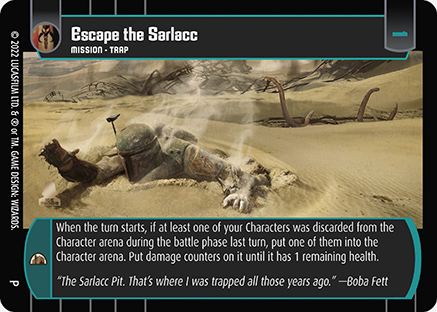 Escape the Sarlacc
MISSION • TRAP
© 2022 LUCASFILM LTD. & ® OR TM. GAME DESIGN: WIZARDS.
When the turn starts, if at least one of your Characters was discarded from the
Character arena during the battle phase last turn, put one of them into the
Character arena. Put damage counters on it until it has 1 remaining health.
“The Sarlacc Pit. That’s where I was trapped all those years ago.” —Boba Fett
P